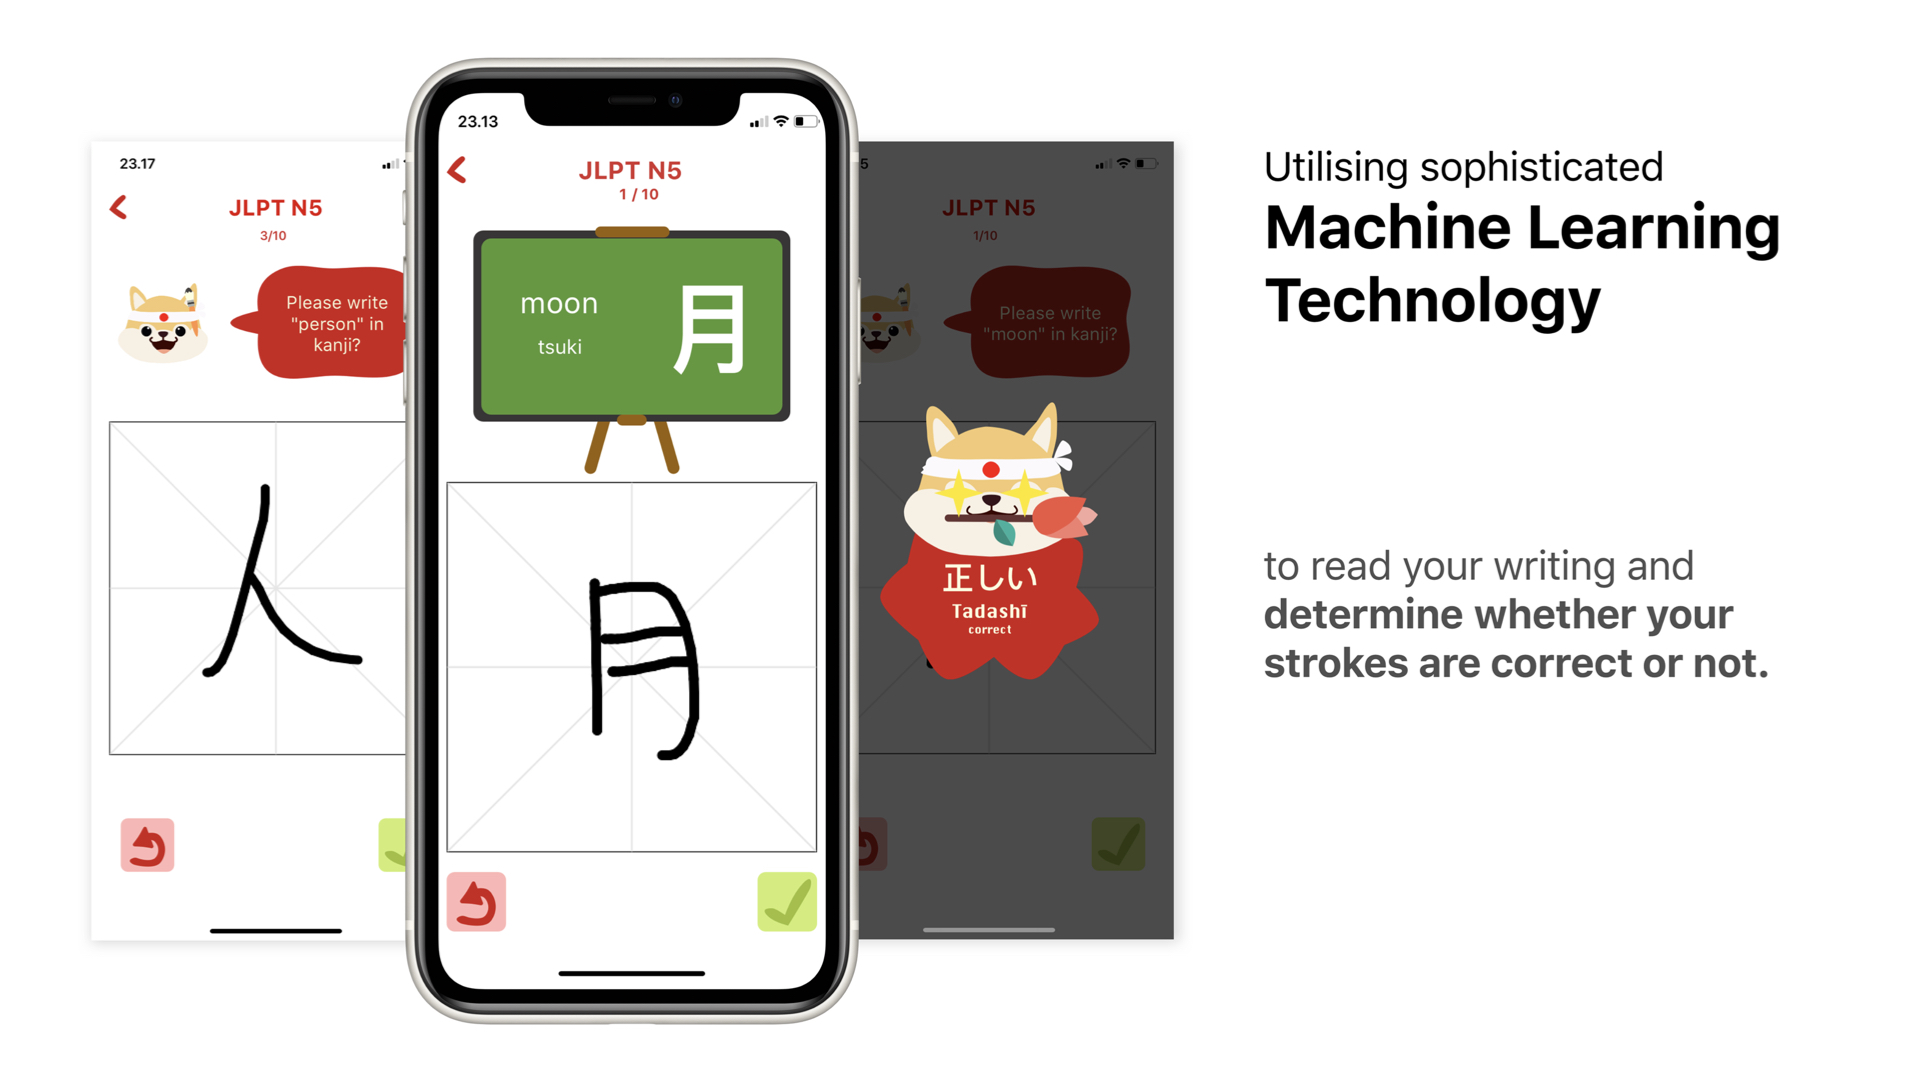 23.17
JLPT N5
3/10
Please write
"person" in
kanji?
人
23.13
JLPT N5
1 / 10
moon
tsuki
月
月
5
JLPT N5
1/10
Please write
"moon" in kanji?
正しい
Tadashī
correct
Utilising sophisticated
Machine Learning
Technology
to read your writing and
determine whether your
strokes are correct or not.